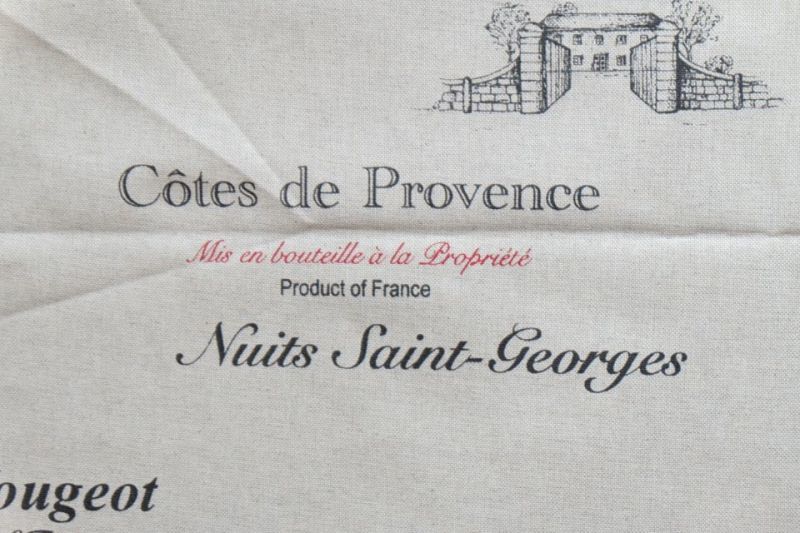 Côtes de Provence
Mis en bouteille à la Propriété
Product of France
Nuits Saint-Georges
ougeot